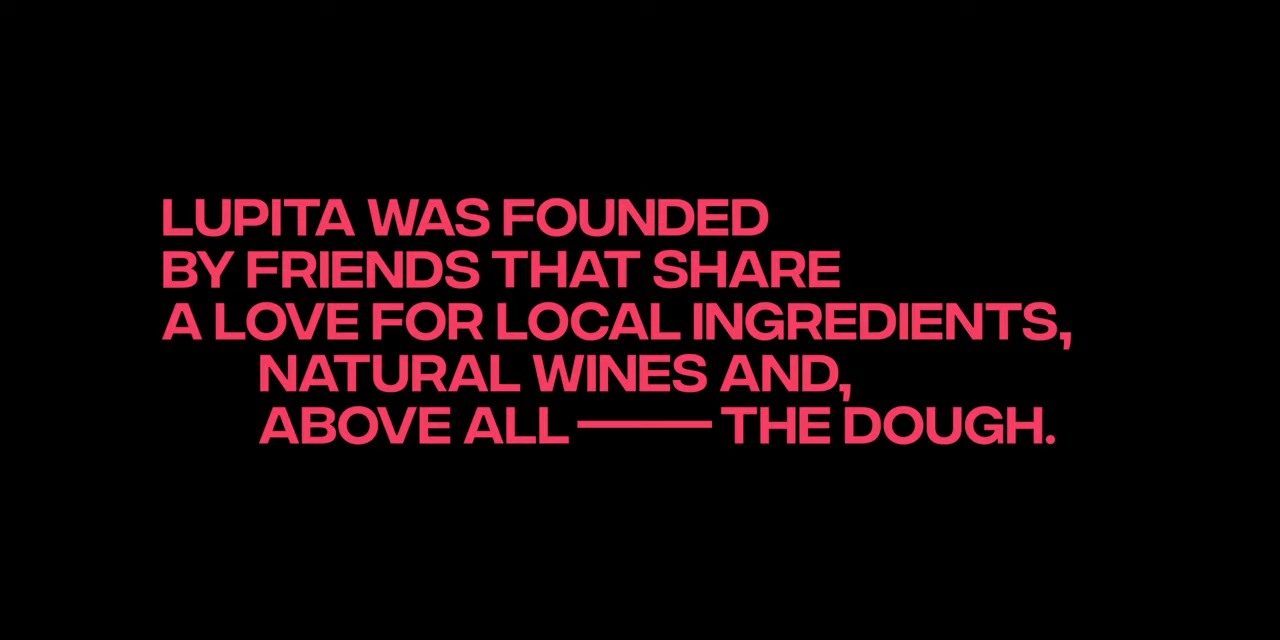 LUPITA WAS FOUNDED
BY FRIENDS THAT SHARE
A LOVE FOR LOCAL INGREDIENTS,
NATURAL WINES AND,
ABOVE ALL —— THE DOUGH.